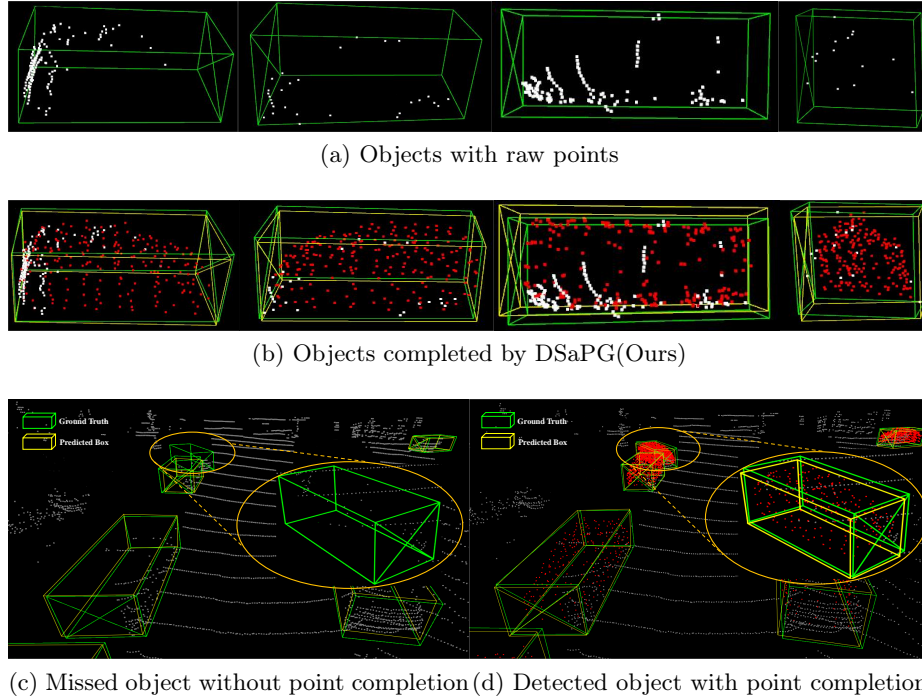 (a) Objects with raw points
(b) Objects completed by DSaPG(Ours)
Ground Truth
Predicted Box
Ground Truth
Predicted Box
(c) Missed object without point completion
(d) Detected object with point completion